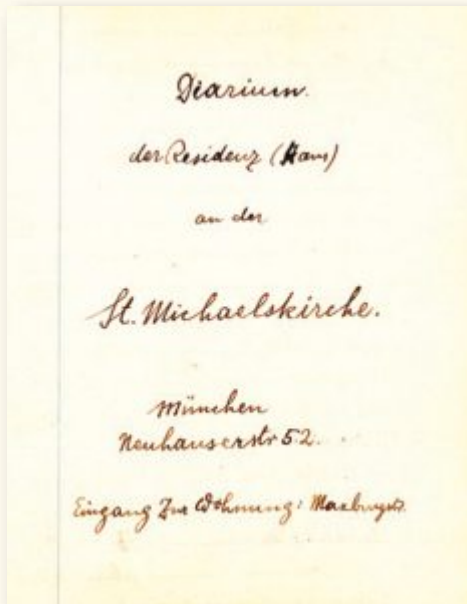 Diarium.
der Residenz (Haus)
an der
St. Michaelskirche.
München
Neuhauserstr 52.
Eingang zur Wohnung: Maxburgstr.